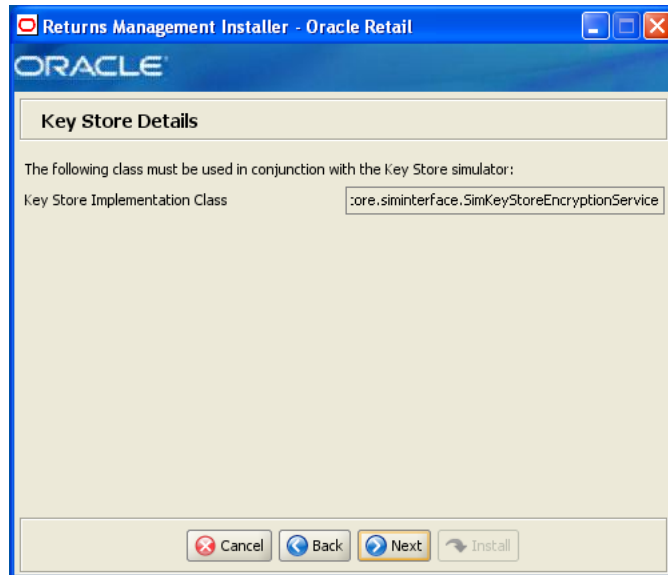 Returns Management Installer - Oracle Retail
ORACLE
Key Store Details
The following class must be used in conjunction with the Key Store simulator:
Key Store Implementation Class
:ore.siminterface.SimKeyStoreEncryptionService
Cancel Back Next Install